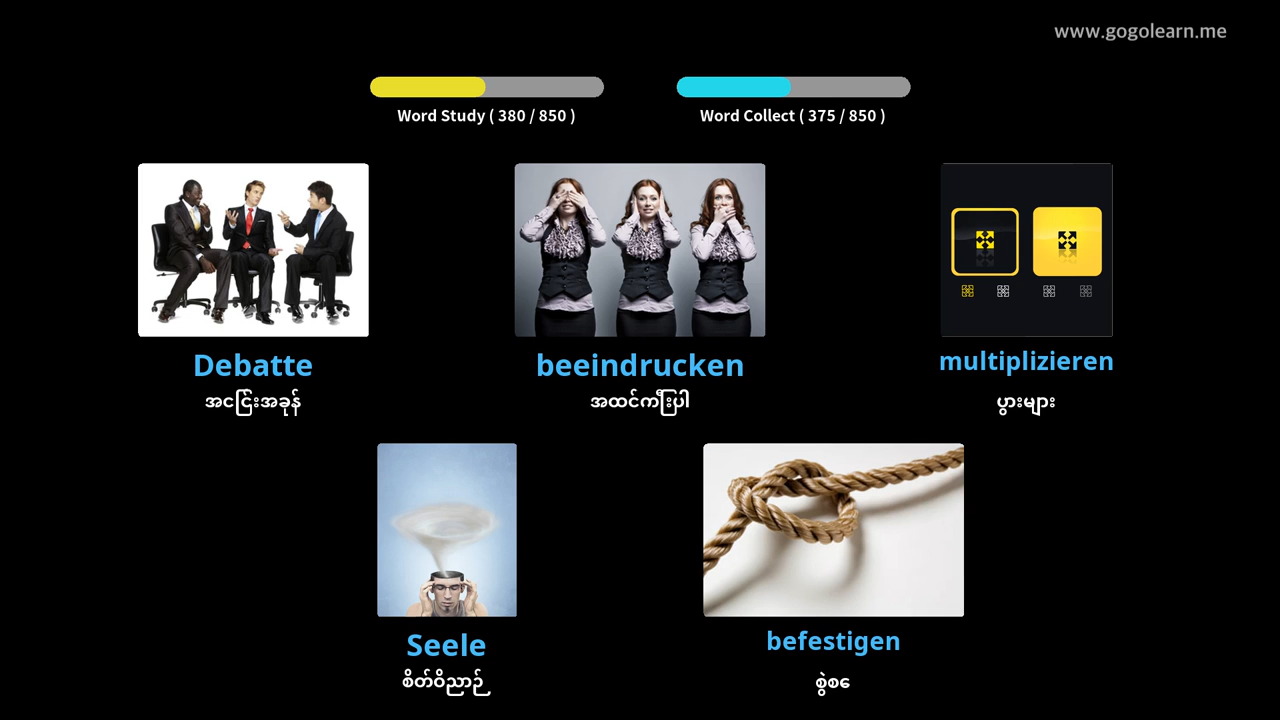 www.gogolearn.me
Word Study ( 380 / 850 )
Word Collect ( 375 / 850 )
Debatte
beeindrucken
multiplizieren
အငြင်းအခုန်
အထင်ကြီးပါ
ပွားများ
Seele
befestigen
စိတ်ဝိညာဉ်
စွဲစေ